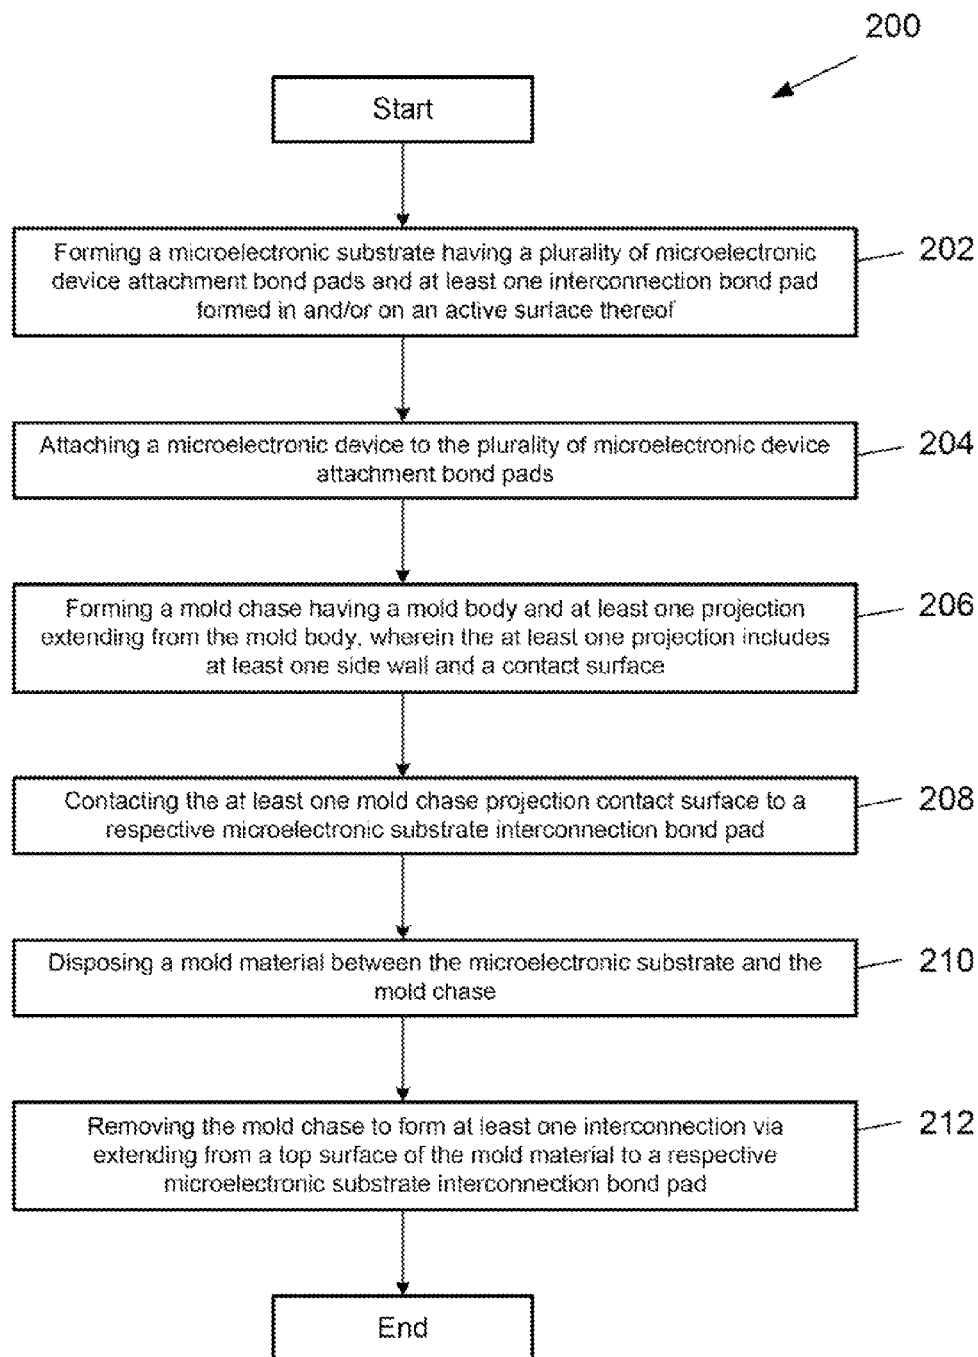 200
Start
Forming a microelectronic substrate having a plurality of microelectronic
device attachment bond pads and at least one interconnection bond pad
formed in and/or on an active surface thereof
202
Attaching a microelectronic device to the plurality of microelectronic device
attachment bond pads
204
Forming a mold chase having a mold body and at least one projection
extending from the mold body, wherein the at least one projection includes
at least one side wall and a contact surface
206
Contacting the at least one mold chase projection contact surface to a
respective microelectronic substrate interconnection bond pad
208
Disposing a mold material between the microelectronic substrate and the
mold chase
210
Removing the mold chase to form at least one interconnection via
extending from a top surface of the mold material to a respective
microelectronic substrate interconnection bond pad
212
End